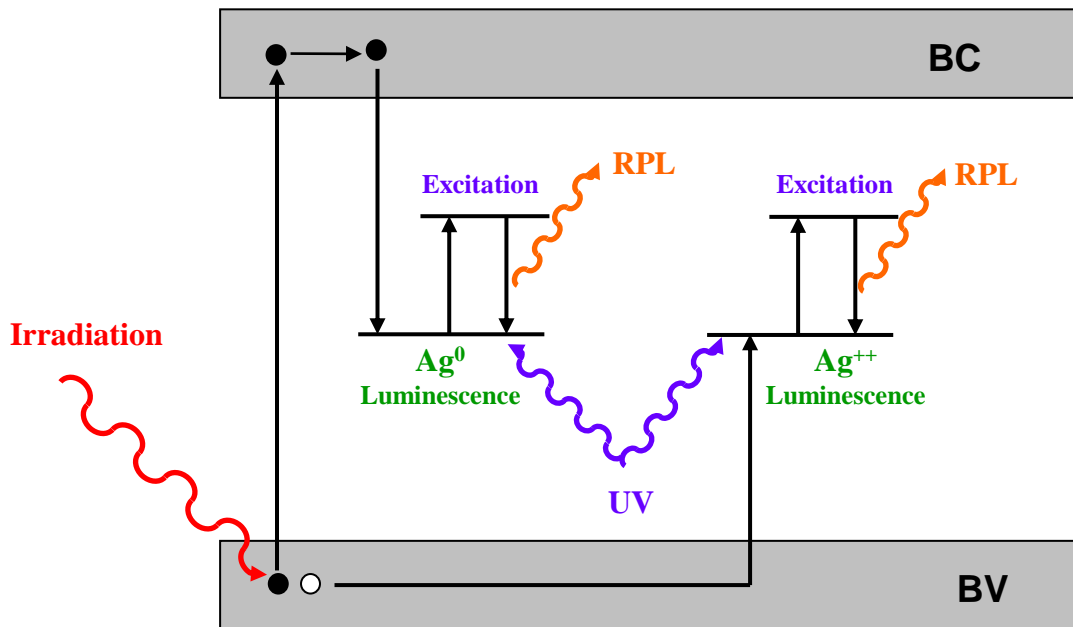 BC
RPL
Excitation
RPL
Excitation
Irradiation
Ag⁰
Luminescence
Ag⁺⁺
Luminescence
UV
BV